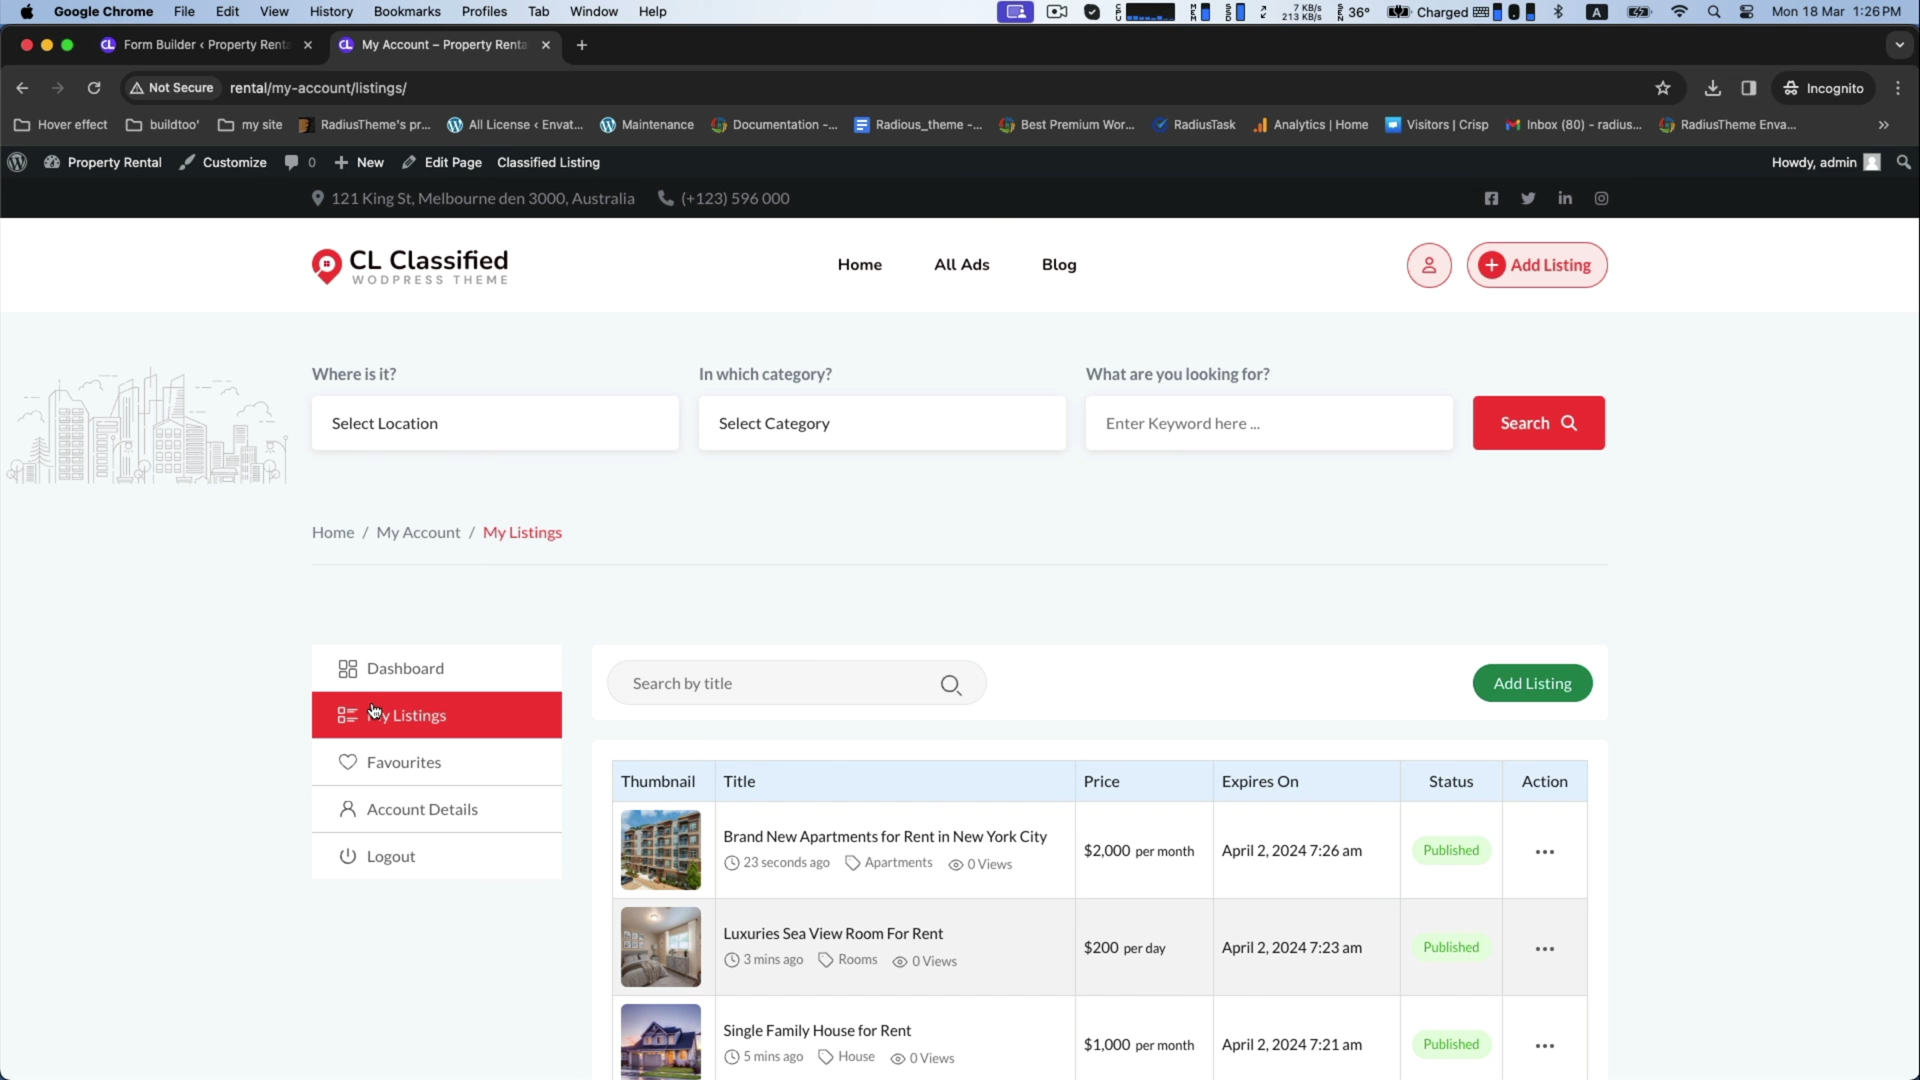 Google Chrome File Edit View History Bookmarks Profiles Tab Window Help 7 KB/s 213 KB/s 36° Charged A Mon 18 Mar 1:26 PM
Form Builder ‹ Property Renta My Account – Property Renta
Not Secure rental/my-account/listings/ Incognito
Hover effect buildtoo' my site RadiusTheme's pr... All License ‹ Envat... Maintenance Documentation -... Radious_theme -... Best Premium Wor... RadiusTask Analytics | Home Visitors | Crisp Inbox (80) - radius... RadiusTheme Enva... »
Property Rental Customize 0 New Edit Page Classified Listing Howdy, admin
121 King St, Melbourne den 3000, Australia (+123) 596 000
CL Classified
WODPRESS THEME
Home All Ads Blog
Add Listing
Where is it? In which category? What are you looking for?
Select Location Select Category Enter Keyword here ... Search
Home / My Account / My Listings
Dashboard
My Listings
Favourites
Account Details
Logout
Search by title Add Listing
Thumbnail Title Price Expires On Status Action
Brand New Apartments for Rent in New York City
23 seconds ago Apartments 0 Views
$2,000 per month April 2, 2024 7:26 am Published
Luxuries Sea View Room For Rent
3 mins ago Rooms 0 Views
$200 per day April 2, 2024 7:23 am Published
Single Family House for Rent
5 mins ago House 0 Views
$1,000 per month April 2, 2024 7:21 am Published